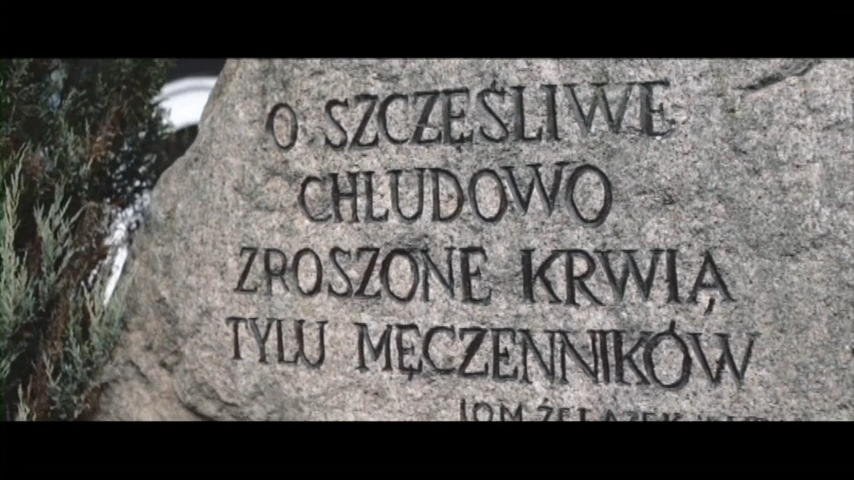 O SZCZĘŚLIWE
CHLUDOWO
ZROSZONE KRWIĄ
TYLU MĘCZENNIKÓW